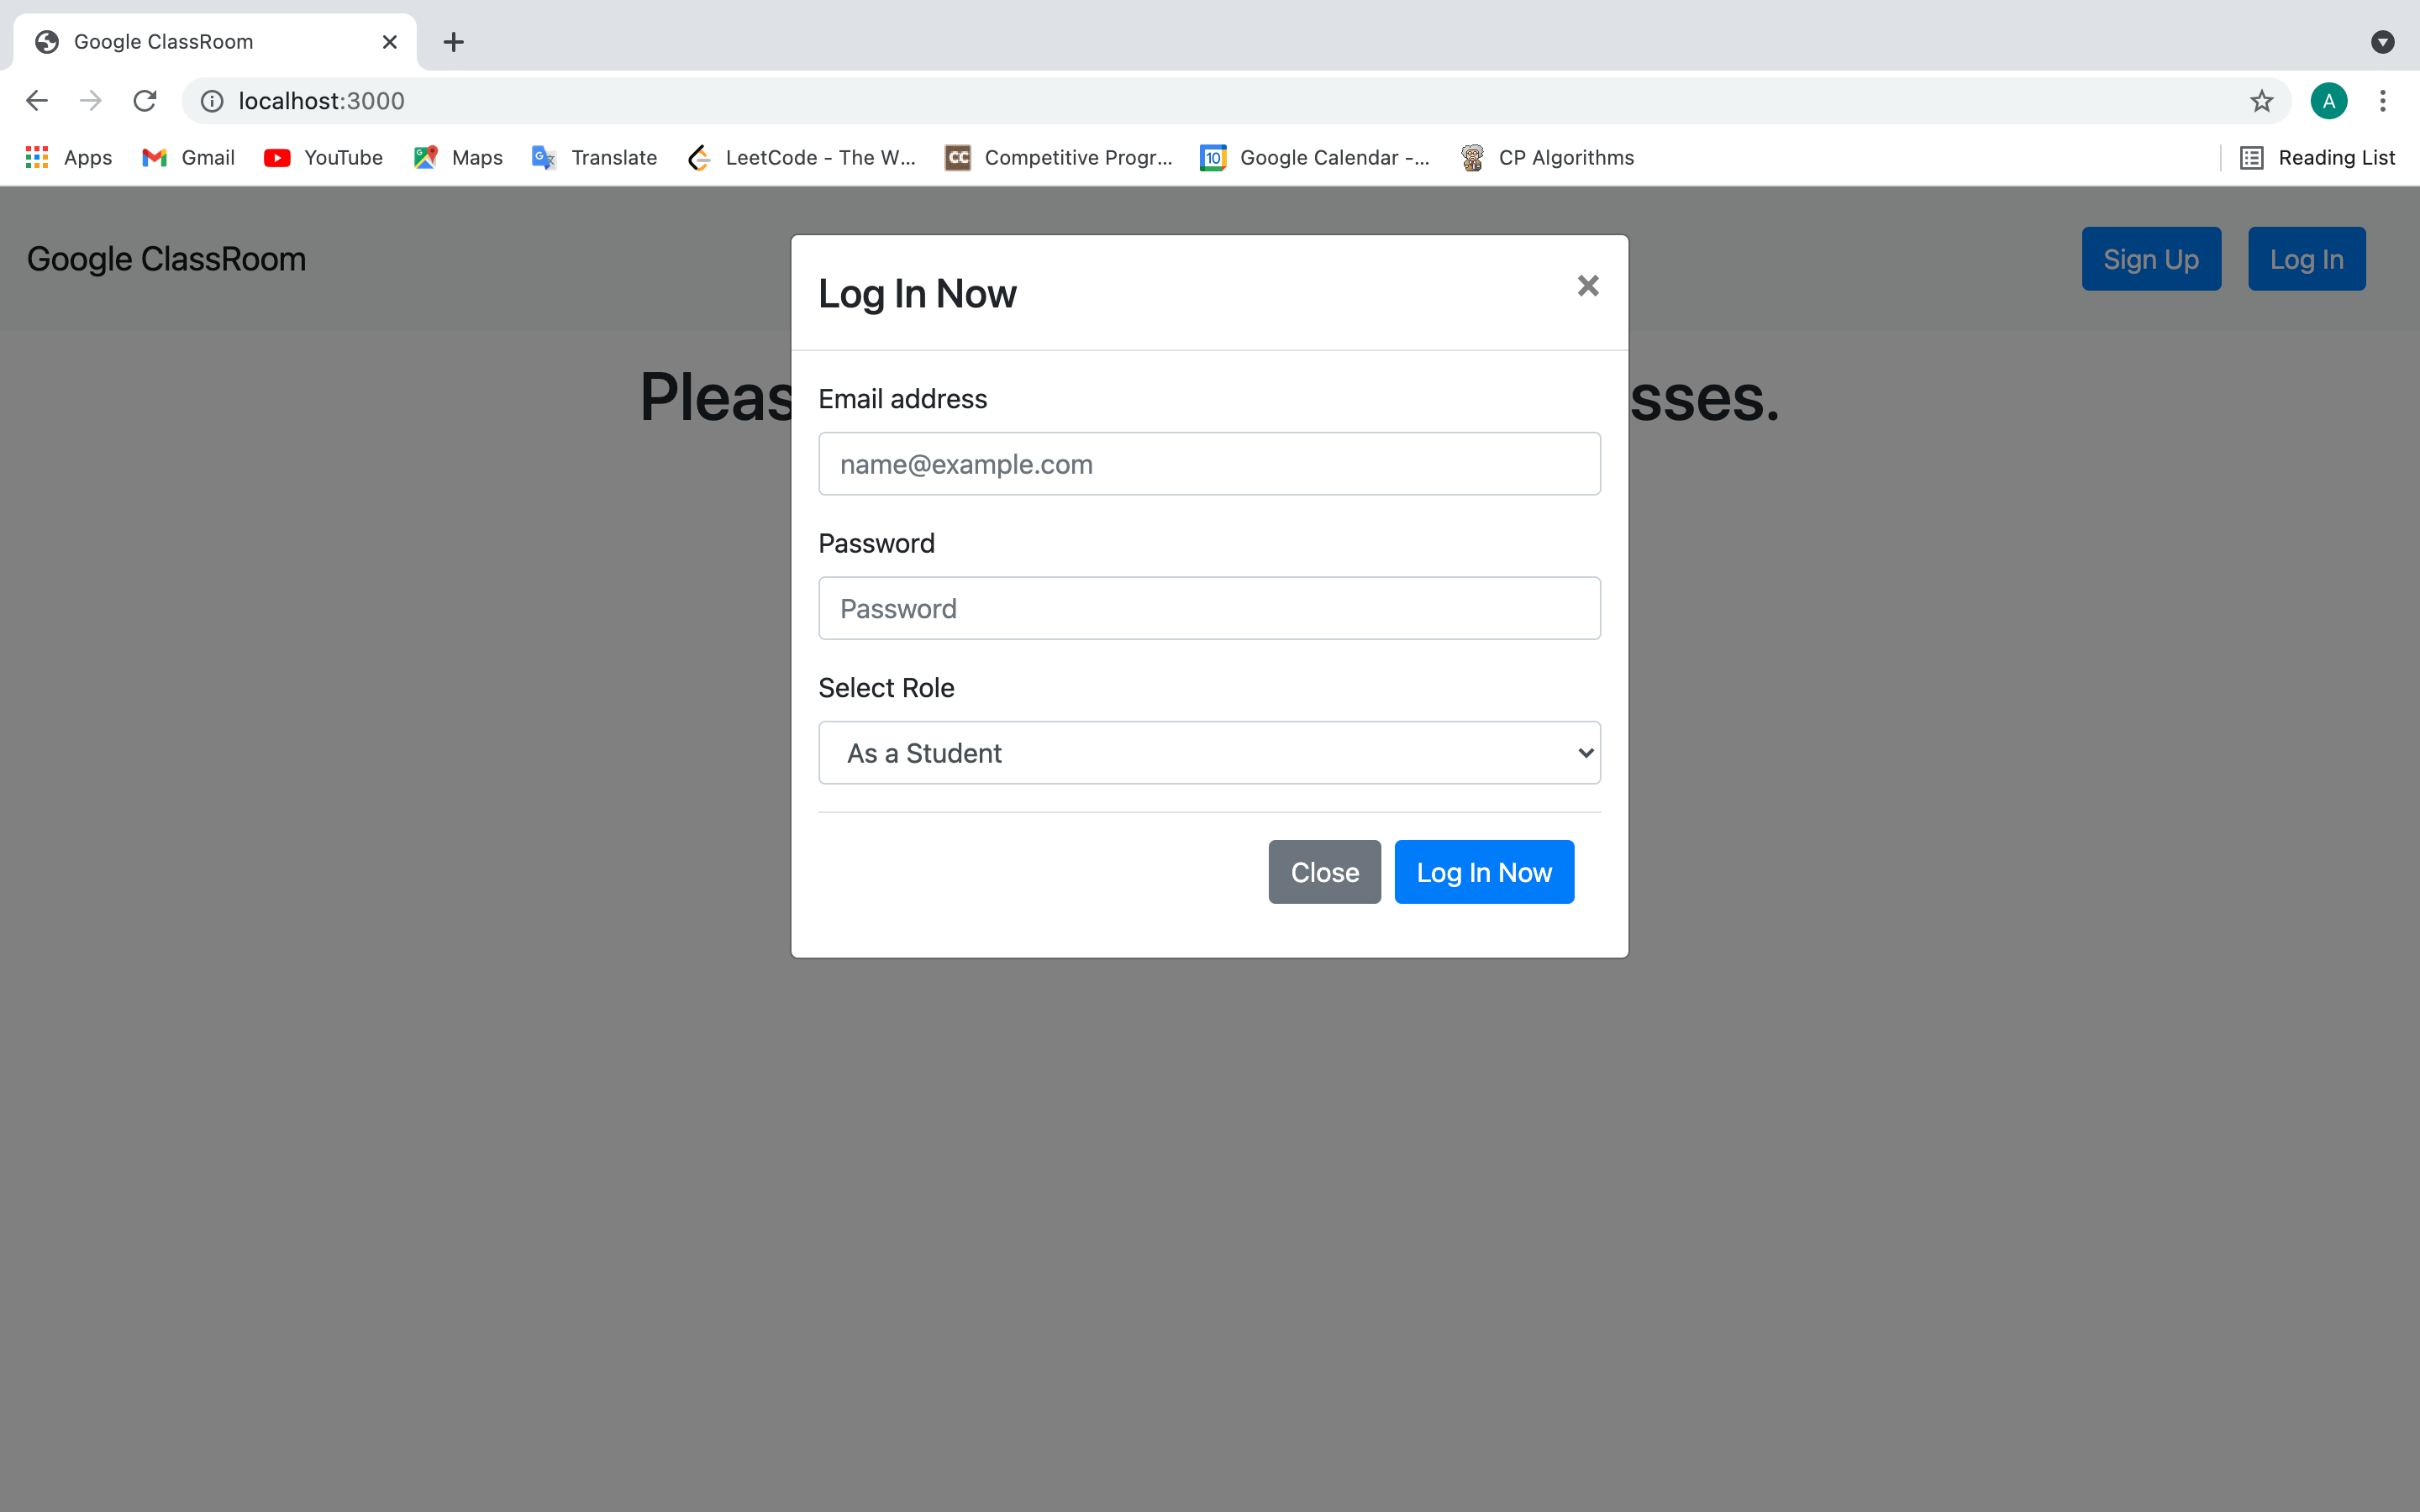 Google ClassRoom
localhost:3000
A
Apps Gmail YouTube Maps Translate LeetCode - The W... CC Competitive Progr... 10 Google Calendar -... CP Algorithms Reading List
Google ClassRoom
Sign Up Log In
Log In Now
Pleas
sses.
Email address
name@example.com
Password
Password
Select Role
As a Student
Close Log In Now